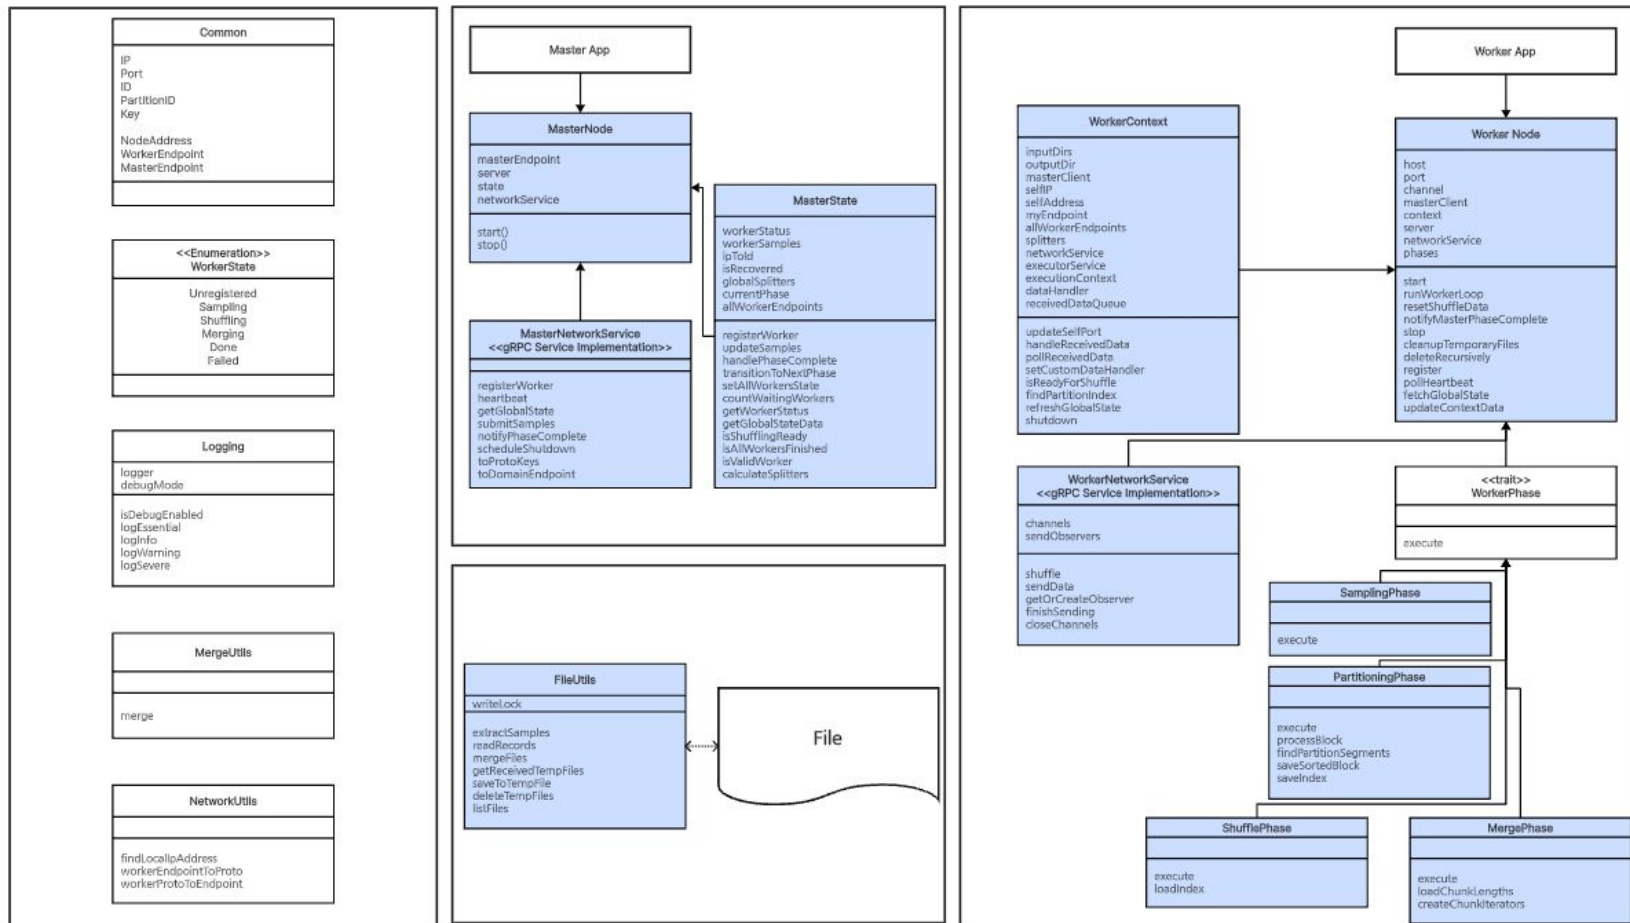 Common
IP
Port
ID
PartitionID
Key
NodeAddress
WorkerEndpoint
MasterEndpoint
<<Enumeration>>
WorkerState
Unregistered
Sampling
Shuffling
Merging
Done
Failed
Logging
logger
debugMode
isDebugEnabled
logEssential
logInfo
logWarning
logSevere
MergeUtils
merge
NetworkUtils
findLocalIpAddress
workerEndpointToProto
workerProtoToEndpoint
Master App
MasterNode
masterEndpoint
server
state
networkService
start()
stop()
MasterState
workerStatus
workerSamples
ipToId
isRecovered
globalSplitters
currentPhase
allWorkerEndpoints
registerWorker
updateSamples
handlePhaseComplete
transitionToNextPhase
setAllWorkersState
countWaitingWorkers
getWorkerStatus
getGlobalStateData
isShufflingReady
isAllWorkersFinished
isValidWorker
calculateSplitters
MasterNetworkService
<<gRPC Service Implementation>>
registerWorker
heartbeat
getGlobalState
submitSamples
notifyPhaseComplete
scheduleShutdown
toProtoKeys
toDomainEndpoint
FileUtils
writeLock
extractSamples
readRecords
mergeFiles
getReceivedTempFiles
saveToTempFile
deleteTempFiles
listFiles
File
Worker App
WorkerContext
inputDirs
outputDir
masterClient
selfIP
selfAddress
myEndpoint
allWorkerEndpoints
splitters
networkService
executorService
executionContext
dataHandler
receivedDataQueue
updateSelfPort
handleReceivedData
pollReceivedData
setCustomDataHandler
isReadyForShuffle
findPartitionIndex
refreshGlobalState
shutdown
Worker Node
host
port
channel
masterClient
context
server
networkService
phases
start
runWorkerLoop
resetShuffleData
notifyMasterPhaseComplete
stop
cleanupTemporaryFiles
deleteRecursively
register
pollHeartbeat
fetchGlobalState
updateContextData
WorkerNetworkService
<<gRPC Service Implementation>>
channels
sendObservers
shuffle
sendData
getOrCreateObserver
finishSending
closeChannels
<<trait>>
WorkerPhase
execute
SamplingPhase
execute
PartitioningPhase
execute
processBlock
findPartitionSegments
saveSortedBlock
saveIndex
ShufflePhase
execute
loadIndex
MergePhase
execute
loadChunkLengths
createChunkIterators